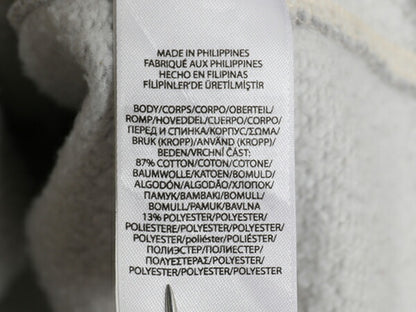 MADE IN PHILIPPINES
FABRIQUÉ AUX PHILIPPINES
HECHO EN FILIPINAS
FİLİPİNLER'DE ÜRETİLMİŞTİR
BODY/CORPS/CORPO/OBERTEIL/
ROMP/HOVEDDEL/CUERPO/CORPO/
ПЕРЕД И СПИНКА/КОРПУС/ΣΩΜΑ/
BRUK (KROPP)/ANVÄND (KROPP)/
BEDEN/VRCHNÍ ČÁST:
87% COTTON/COTON/COTONE/
BAUMWOLLE/KATOEN/BOMULD/
ALGODÓN/ALGODÃO/ХЛОПОК/
ПАМУК/ΒΑΜΒΑΚΙ/BOMULL/
BOMULL/PAMUK/BAVLNA
13% POLYESTER/POLYESTER/
POLIESTERE/POLYESTER/POLYESTER/
POLYESTER/poliéster/POLIÉSTER/
ПОЛИЭСТЕР/ПОЛИЕСТЕР/
ΠΟΛΥΕΣΤΕΡΑΣ/POLYESTER/
POLYESTER/POLYESTER/POLYESTER